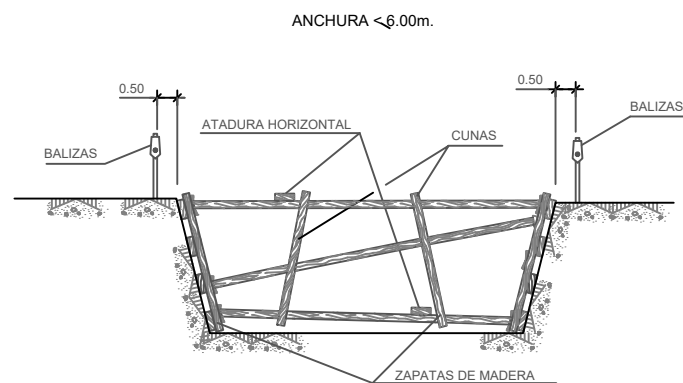 ANCHURA <6.00m.
0.50
0.50
BALIZAS
ATADURA HORIZONTAL
CUNAS
BALIZAS
ZAPATAS DE MADERA